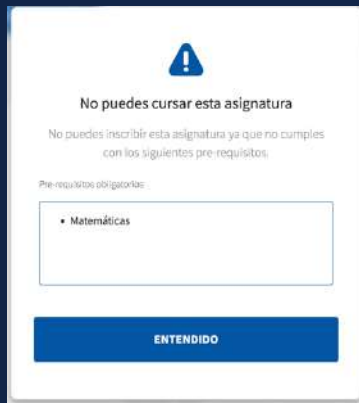 No puedes cursar esta asignatura
No puedes inscribir esta asignatura ya que no cumples
con los siguientes pre-requisitos.
Pre-requisitos obligatorios
• Matemáticas
ENTENDIDO